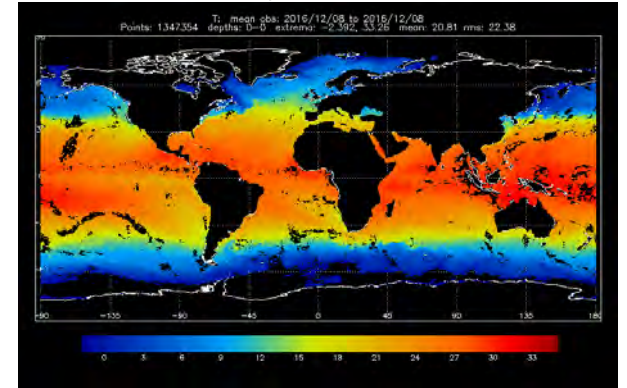 T: mean obs: 2016/12/08 to 2016/12/08
Points: 1347354 depths: 0-0 extrema: -2.392, 33.26 mean: 20.81 rms: 22.38
-135 -90 -45 0 45 90 135 180
0 3 6 9 12 15 18 21 24 27 30 33